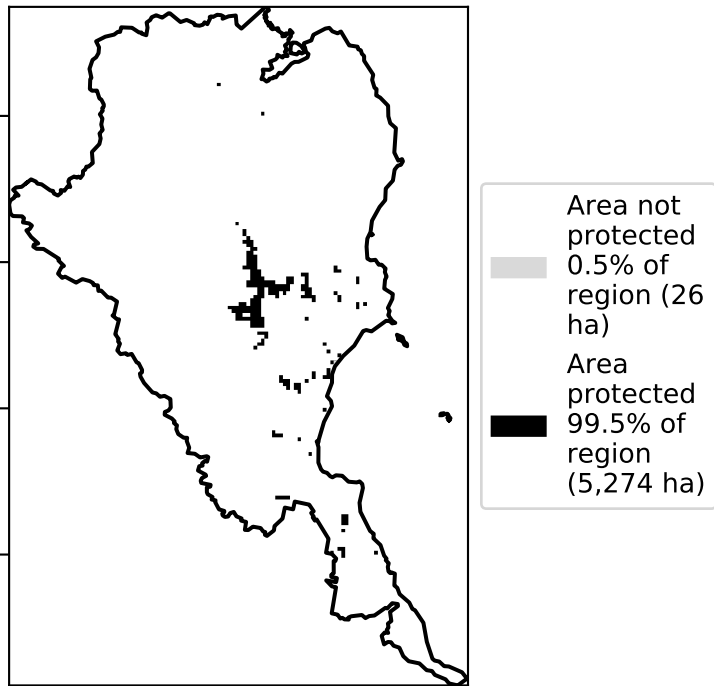 Area not
protected
0.5% of
region (26
ha)
Area
protected
99.5% of
region
(5,274 ha)